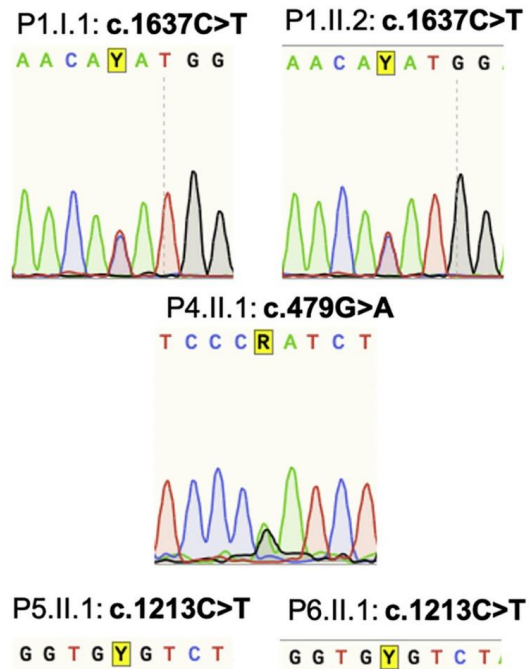 P1.I.1: c.1637C>T
A A C A Y A T G G
P1.II.2: c.1637C>T
A A C A Y A T G G
P4.II.1: c.479G>A
T C C C R A T C T
P5.II.1: c.1213C>T
G G T G Y G T C T
P6.II.1: c.1213C>T
G G T G Y G T C T